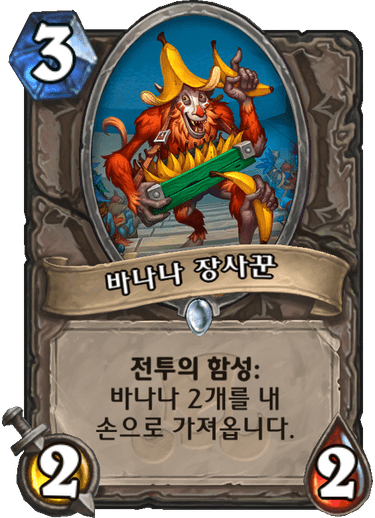 3
바나나 장사꾼
전투의 함성:
바나나 2개를 내
손으로 가져옵니다.
2
2